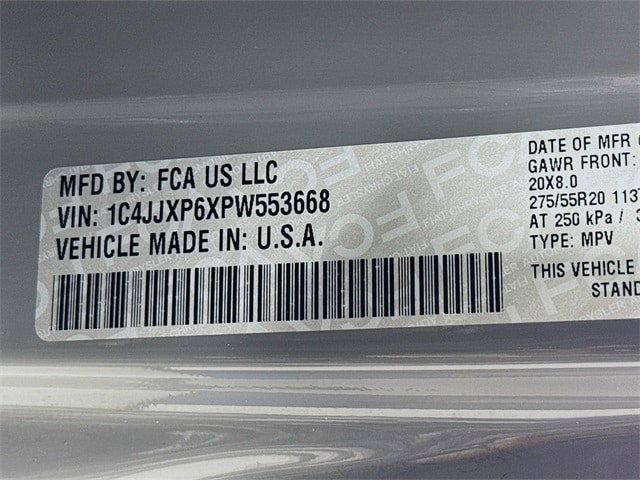 MFD BY: FCA US LLC
VIN: 1C4JJXP6XPW553668
VEHICLE MADE IN: U.S.A.
DATE OF MFR
GAWR FRONT:
20X8.0
275/55R20 113
AT 250 kPa /
TYPE: MPV
THIS VEHICLE
STAND